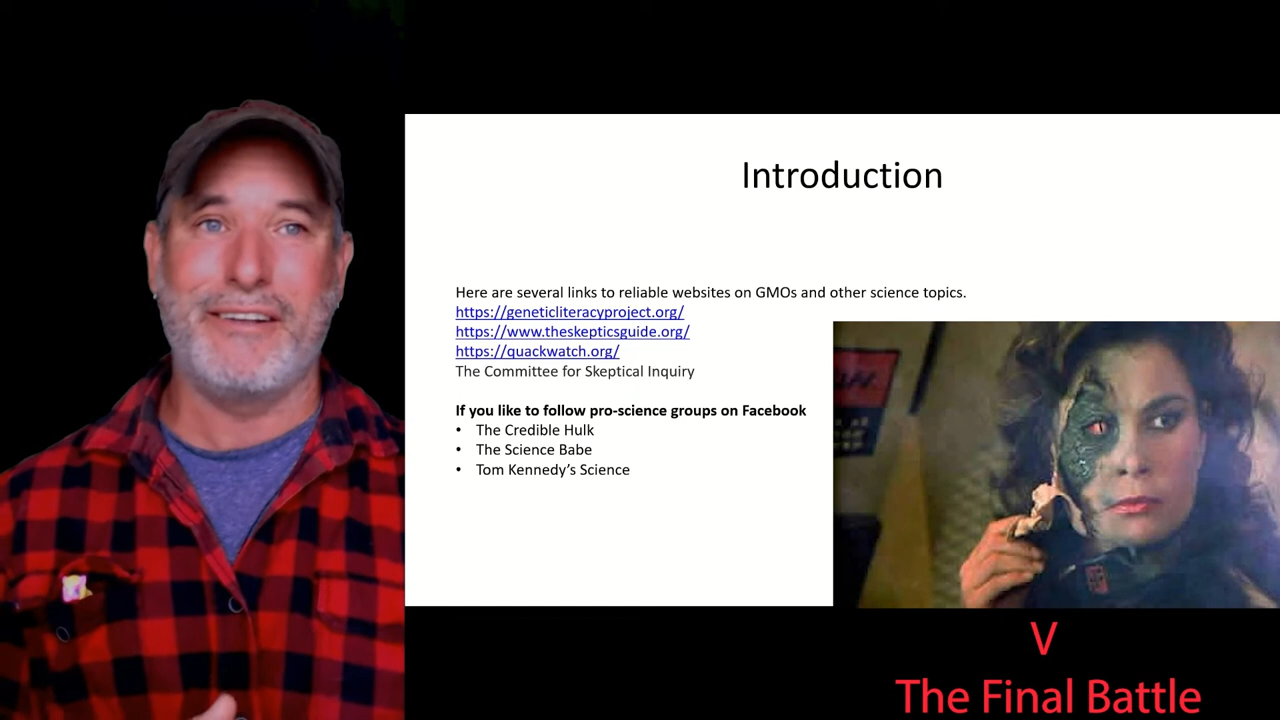 Introduction
Here are several links to reliable websites on GMOs and other science topics.
https://geneticliteracyproject.org/
https://www.theskepticsguide.org/
https://quackwatch.org/
The Committee for Skeptical Inquiry
If you like to follow pro-science groups on Facebook
• The Credible Hulk
• The Science Babe
• Tom Kennedy’s Science
V
The Final Battle